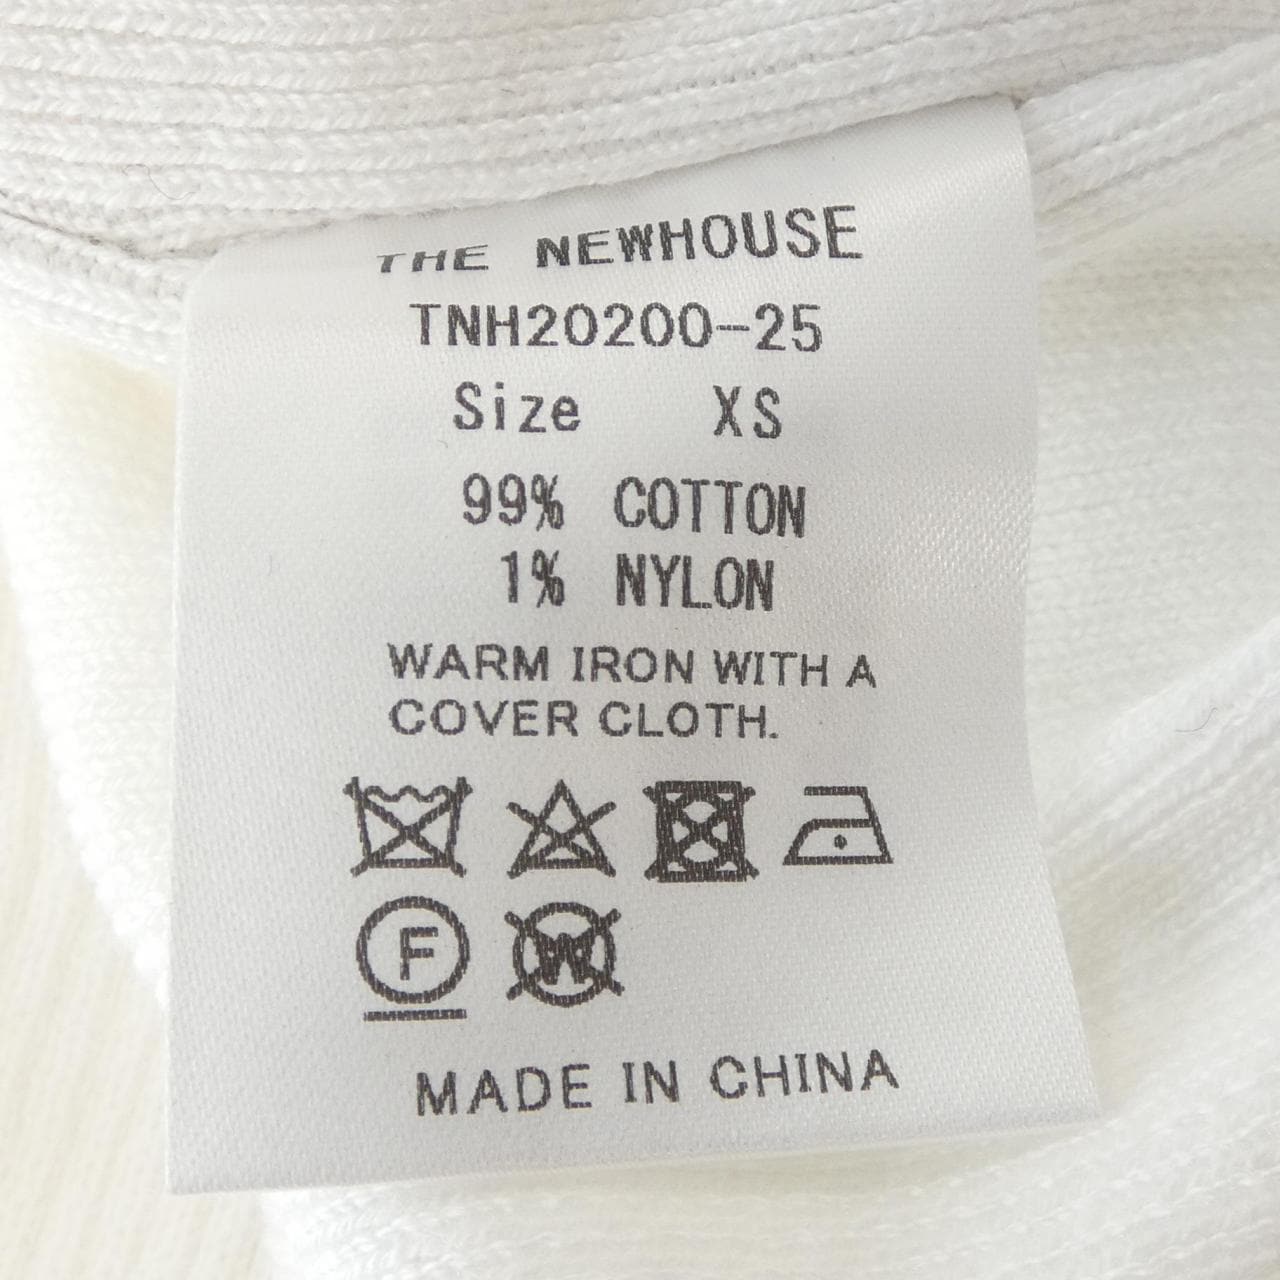 THE NEWHOUSE
TNH20200-25
Size XS
99% COTTON
1% NYLON
WARM IRON WITH A
COVER CLOTH.
F W
MADE IN CHINA